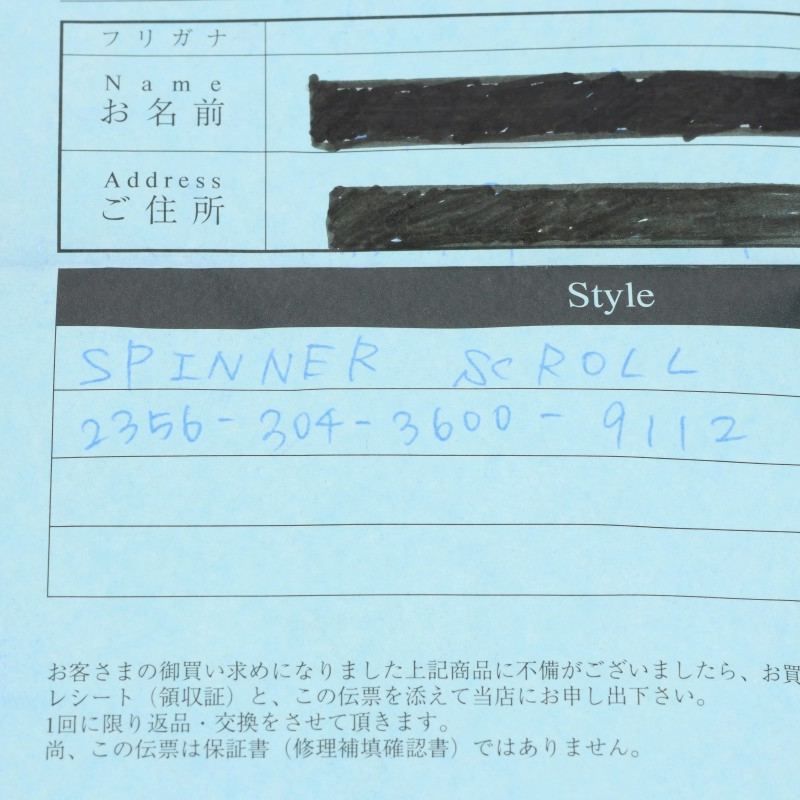 フリガナ
Name
お名前
Address
ご住所
Style
SPINNER SCROLL
2356-304-3600-9112
お客さまの御買い求めになりました上記商品に不備がございましたら、お買
レシート（領収証）と、この伝票を添えて当店にお申し出下さい。
1回に限り返品・交換をさせて頂きます。
尚、この伝票は保証書（修理補填確認書）ではありません。